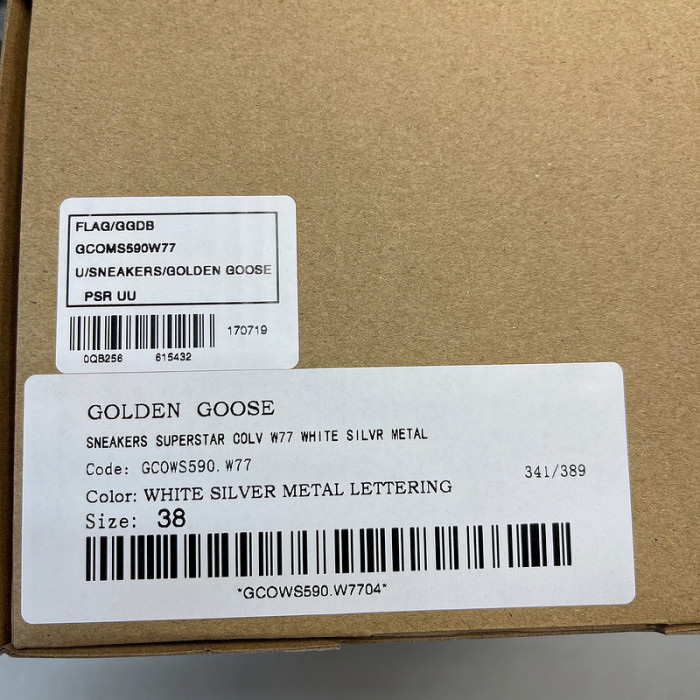 FLAG/GGDB
GCOMS590W77
U/SNEAKERS/GOLDEN GOOSE
PSR UU
170719
0QB256 615432
GOLDEN GOOSE
SNEAKERS SUPERSTAR COLV W77 WHITE SILVR METAL
Code: GCOWS590.W77
341/389
Color: WHITE SILVER METAL LETTERING
Size: 38
*GCOWS590.W7704*